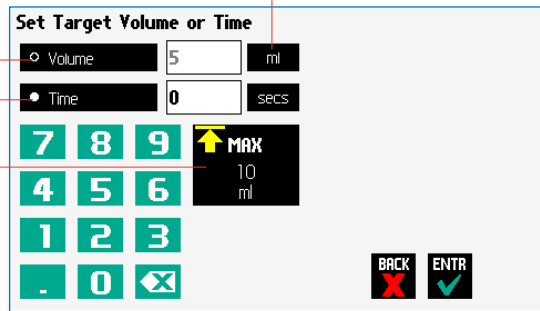 Set Target Volume or Time
Volume 5 ml
Time 0 secs
7 8 9 MAX
10
4 5 6 ml
1 2 3
. 0 X
BACK ENTR